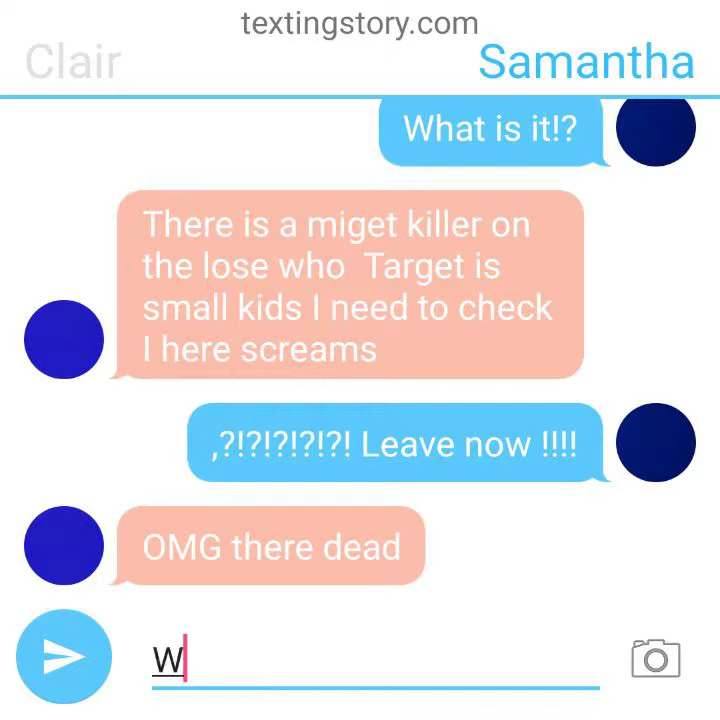 textingstory.com
Clair
Samantha
What is it!?
There is a miget killer on
the lose who  Target is
small kids I need to check
I here screams
,?!?!?!?!?! Leave now !!!!
OMG there dead
W